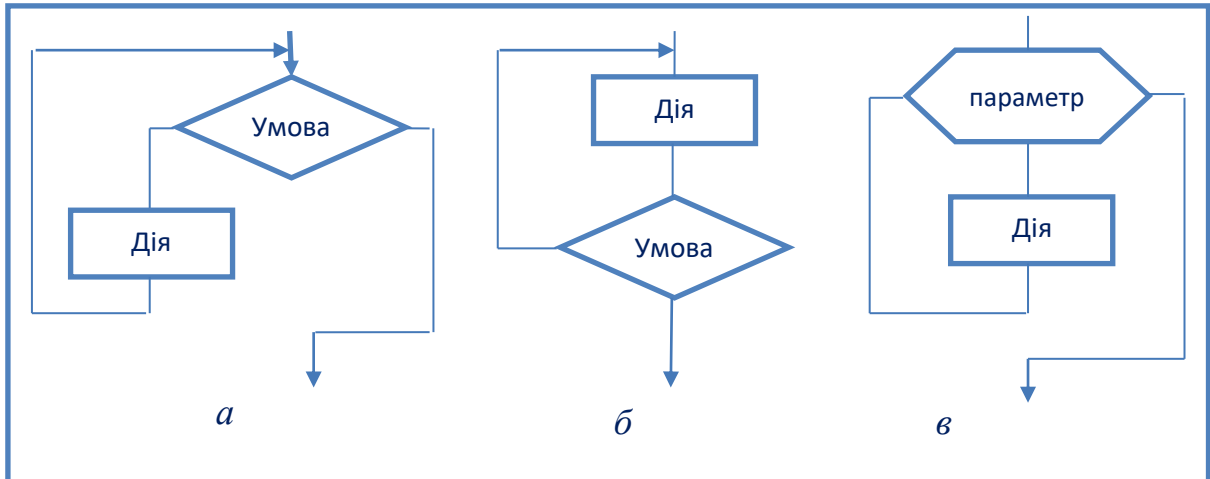 Умова
Дія
а
Дія
Умова
б
параметр
Дія
в